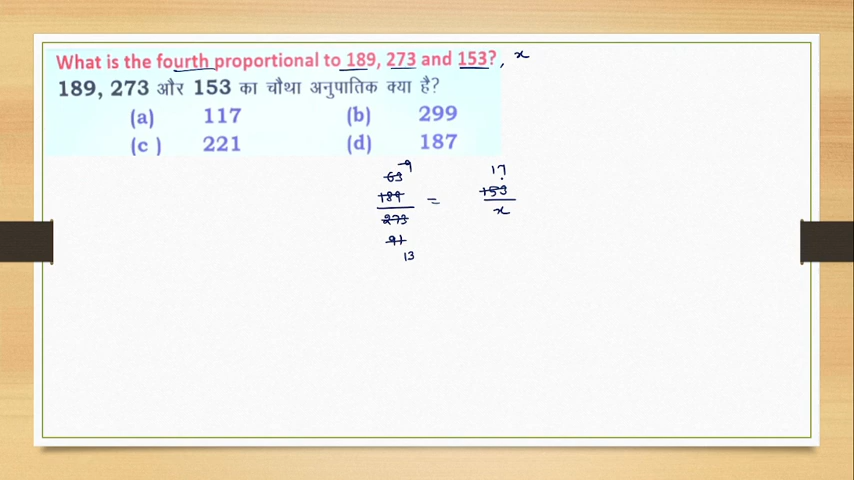 What is the fourth proportional to 189, 273 and 153?, x
189, 273 और 153 का चौथा अनुपातिक क्या है?
(a) 117 (b) 299
(c ) 221 (d) 187
63 9 17
189 = 153
273 x
91
13